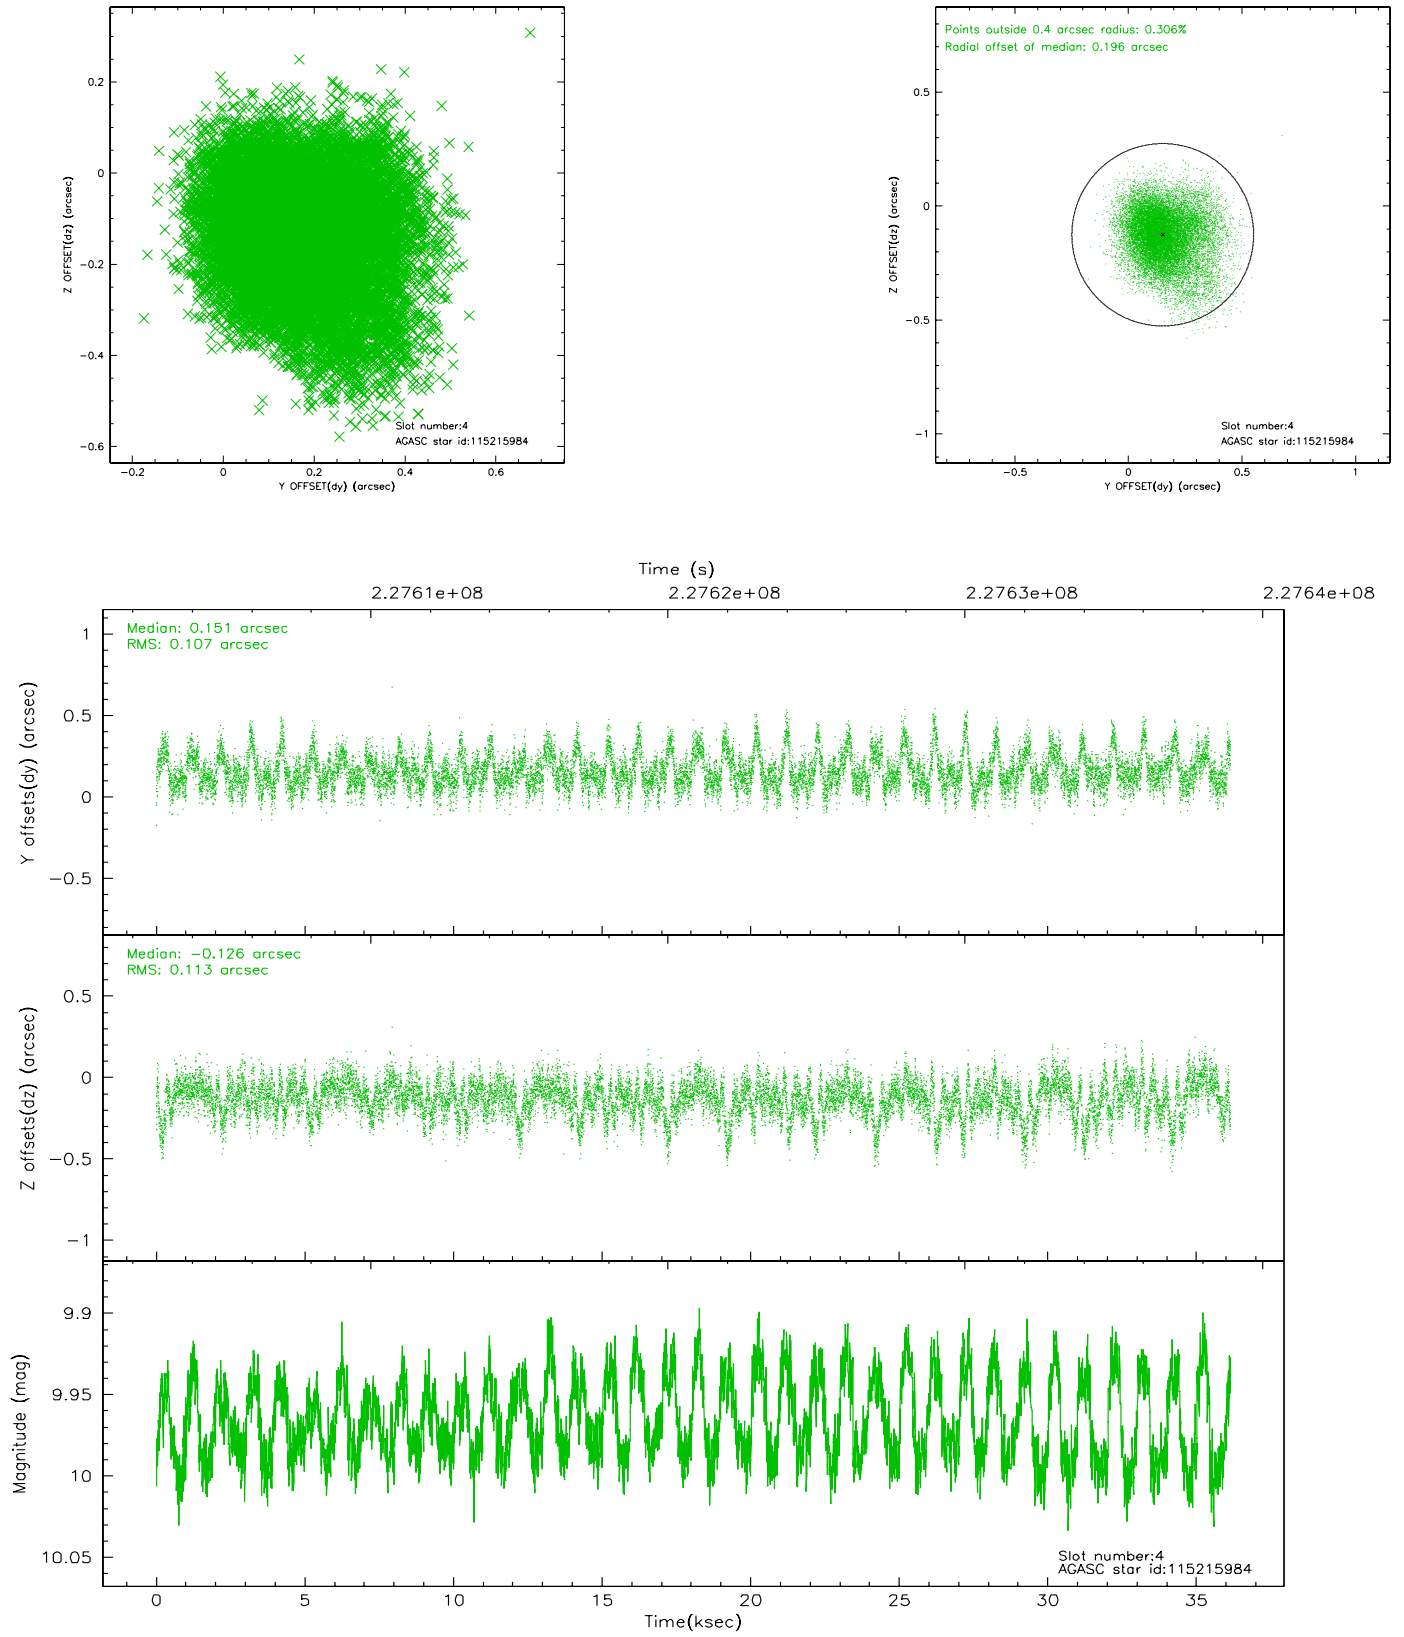 0.2
0
−0.2
−0.4
−0.6
Z OFFSET(dz) (arcsec)
−0.2
0
0.2
0.4
0.6
Y OFFSET(dy) (arcsec)
Slot number:4
AGASC star id:115215984
Points outside 0.4 arcsec radius: 0.306%
Radial offset of median: 0.196 arcsec
0.5
0
−0.5
−1
Z OFFSET(dz) (arcsec)
−0.5
0
0.5
1
Y OFFSET(dy) (arcsec)
Slot number:4
AGASC star id:115215984
Time (s)
2.2761e+08
2.2762e+08
2.2763e+08
2.2764e+08
Median: 0.151 arcsec
RMS: 0.107 arcsec
1
0.5
0
−0.5
Y offsets(dy) (arcsec)
Median: −0.126 arcsec
RMS: 0.113 arcsec
0.5
0
−0.5
−1
Z offsets(dz) (arcsec)
9.9
9.95
10
10.05
Magnitude (mag)
Slot number:4
AGASC star id:115215984
0
5
10
15
20
25
30
35
Time(ksec)